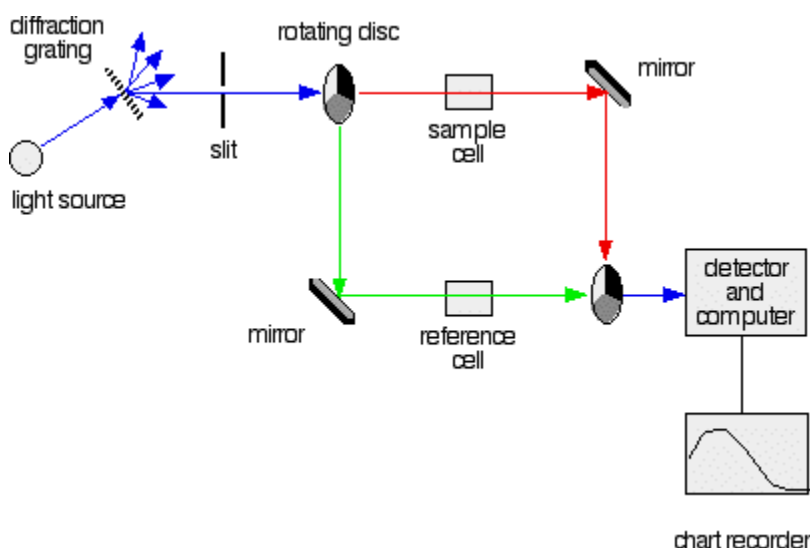 diffraction
grating
rotating disc
mirror
slit
sample
cell
light source
detector
and
computer
mirror
reference
cell
chart recorder